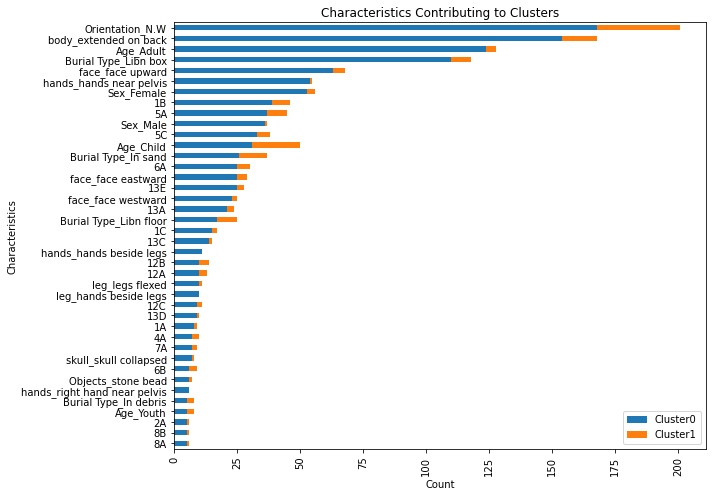 Characteristics Contributing to Clusters
Orientation_N.W
body_extended on back
Age_Adult
Burial Type_Libn box
face_face upward
hands_hands near pelvis
Sex_Female
1B
5A
Sex_Male
5C
Age_Child
Burial Type_In sand
6A
face_face eastward
13E
face_face westward
13A
Burial Type_Libn floor
1C
13C
hands_hands beside legs
12B
12A
leg_legs flexed
leg_hands beside legs
12C
13D
1A
4A
7A
skull_skull collapsed
6B
Objects_stone bead
hands_right hand near pelvis
Burial Type_In debris
Age_Youth
2A
8B
8A
Characteristics
0
25
50
75
100
125
150
175
200
Count
Cluster0
Cluster1